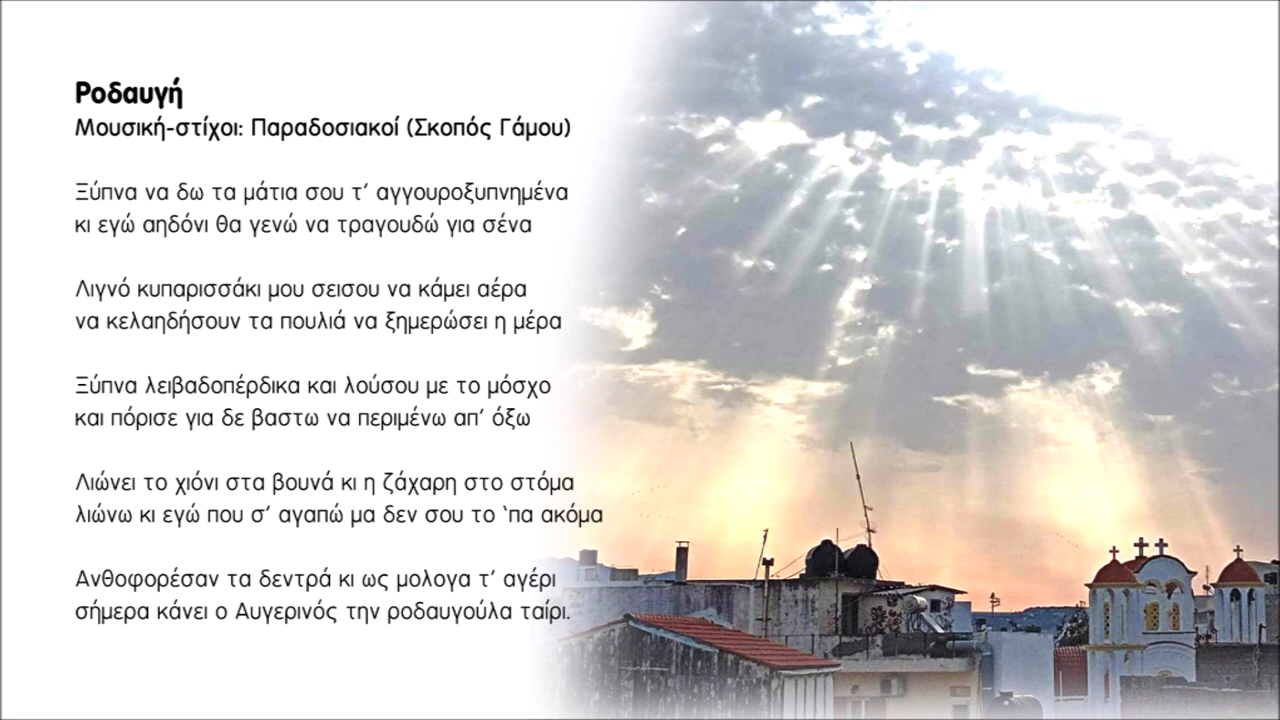 Ροδαυγή
Μουσική-στίχοι: Παραδοσιακοί (Σκοπός Γάμου)
Ξύπνα να δω τα μάτια σου τ’ αγγουροξυπνημένα
κι εγώ αηδόνι θα γενώ να τραγουδώ για σένα
Λιγνό κυπαρισσάκι μου σεισου να κάμει αέρα
να κελαηδήσουν τα πουλιά να ξημερώσει η μέρα
Ξύπνα λειβαδοπέρδικα και λούσου με το μόσχο
και πόρισε για δε βαστω να περιμένω απ’ όξω
Λιώνει το χιόνι στα βουνά κι η ζάχαρη στο στόμα
λιώνω κι εγώ που σ’ αγαπώ μα δεν σου το ‘πα ακόμα
Ανθοφορέσαν τα δεντρά κι ως μολογα τ’ αγέρι
σήμερα κάνει ο Αυγερινός την ροδαυγούλα ταίρι.